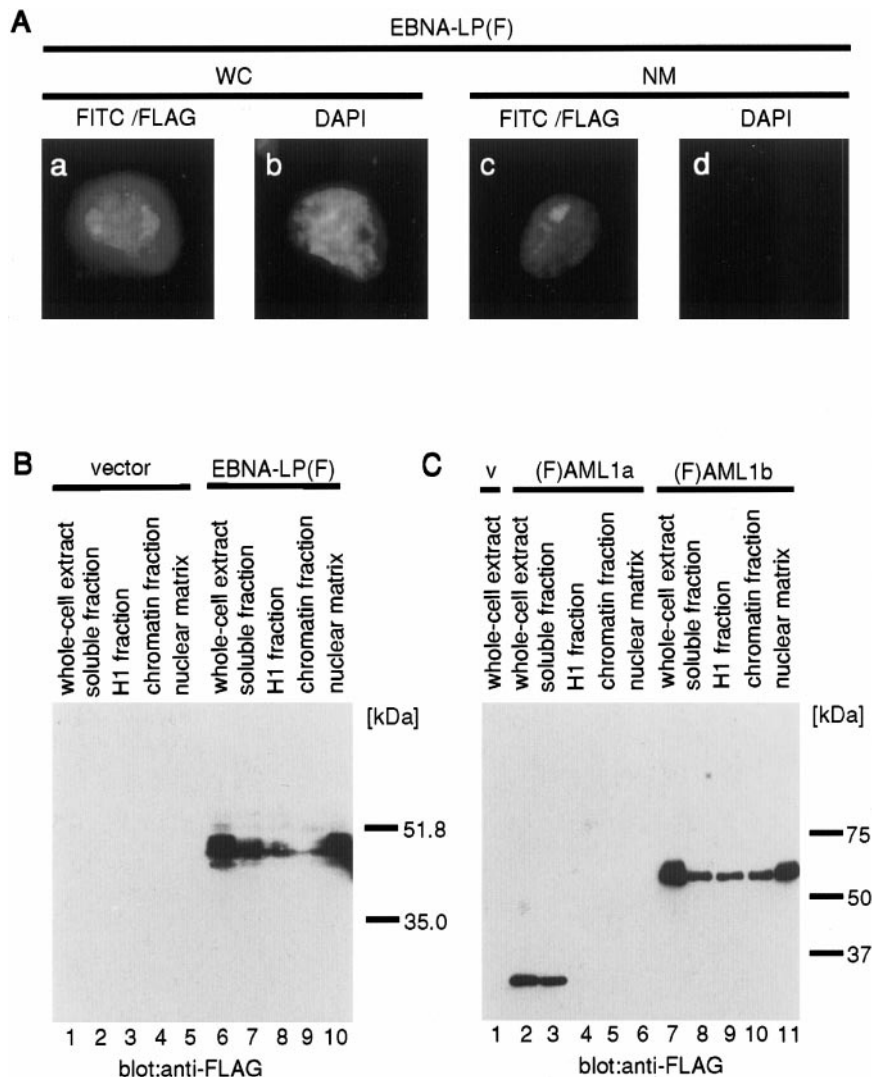 A
EBNA-LP(F)
WC
NM
FITC /FLAG
DAPI
FITC /FLAG
DAPI
a
b
c
d
B
vector
EBNA-LP(F)
whole-cell extract
soluble fraction
H1 fraction
chromatin fraction
nuclear matrix
whole-cell extract
soluble fraction
H1 fraction
chromatin fraction
nuclear matrix
[kDa]
51.8
35.0
1 2 3 4 5 6 7 8 9 10
blot:anti-FLAG
C
v
(F)AML1a
(F)AML1b
whole-cell extract
whole-cell extract
soluble fraction
H1 fraction
chromatin fraction
nuclear matrix
whole-cell extract
soluble fraction
H1 fraction
chromatin fraction
nuclear matrix
[kDa]
75
50
37
1 2 3 4 5 6 7 8 9 10 11
blot:anti-FLAG